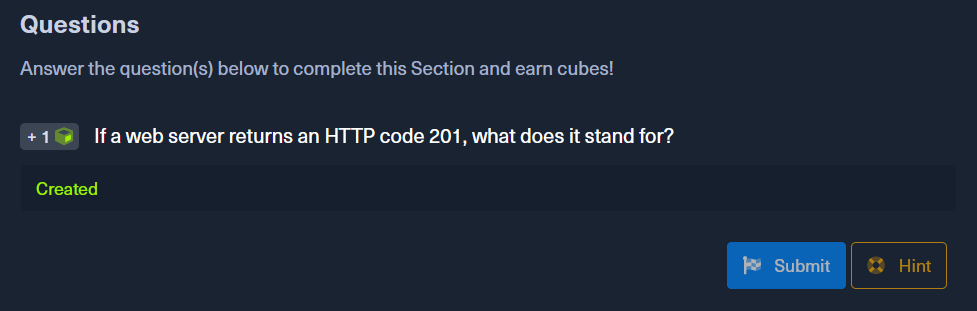 Questions
Answer the question(s) below to complete this Section and earn cubes!
+ 1 If a web server returns an HTTP code 201, what does it stand for?
Created
Submit Hint